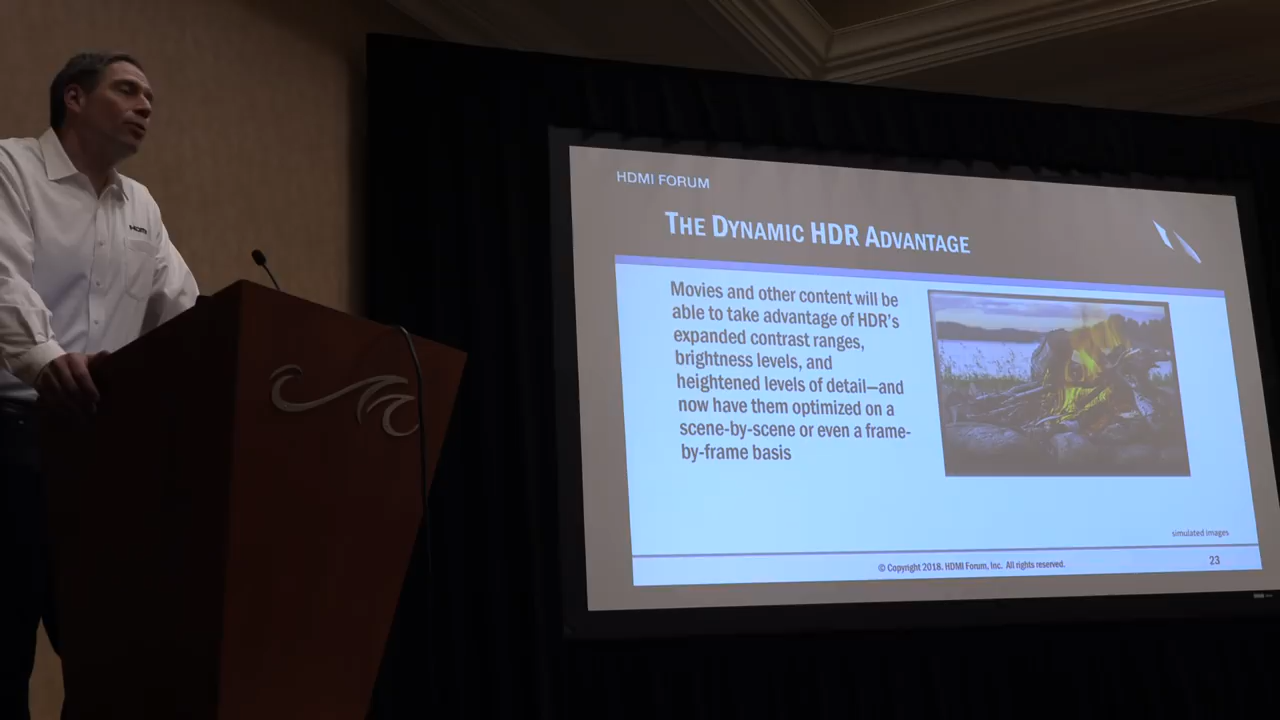 HDMI
HDMI FORUM
THE DYNAMIC HDR ADVANTAGE
Movies and other content will be
able to take advantage of HDR's
expanded contrast ranges,
brightness levels, and
heightened levels of detail—and
now have them optimized on a
scene-by-scene or even a frame-
by-frame basis
simulated images
© Copyright 2018. HDMI Forum, Inc. All rights reserved.
23